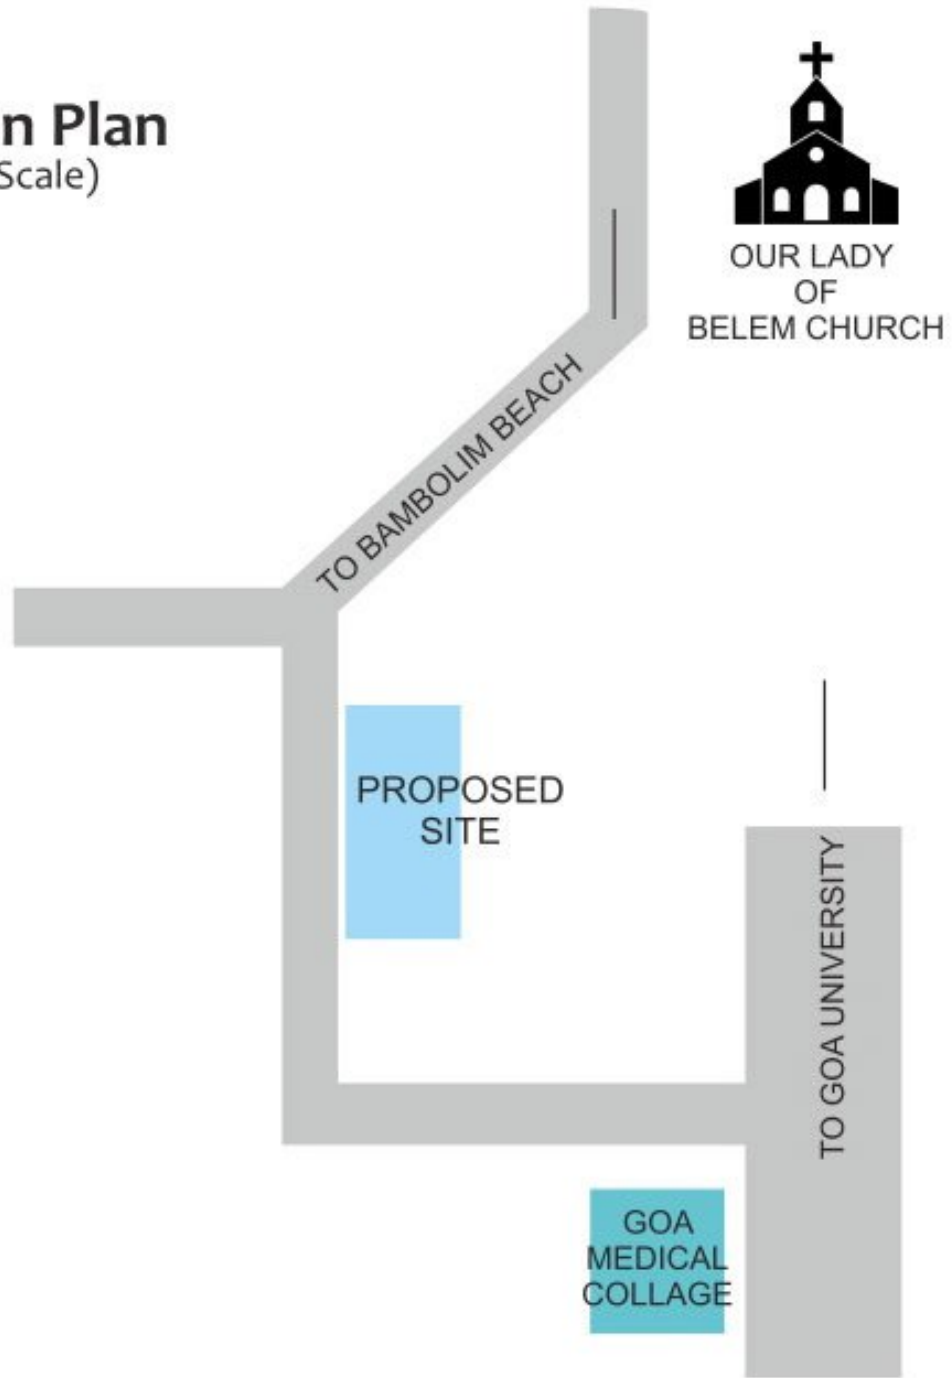 n Plan
Scale)
OUR LADY
OF
BELEM CHURCH
TO BAMBOLIM BEACH
PROPOSED
SITE
TO GOA UNIVERSITY
GOA
MEDICAL
COLLAGE